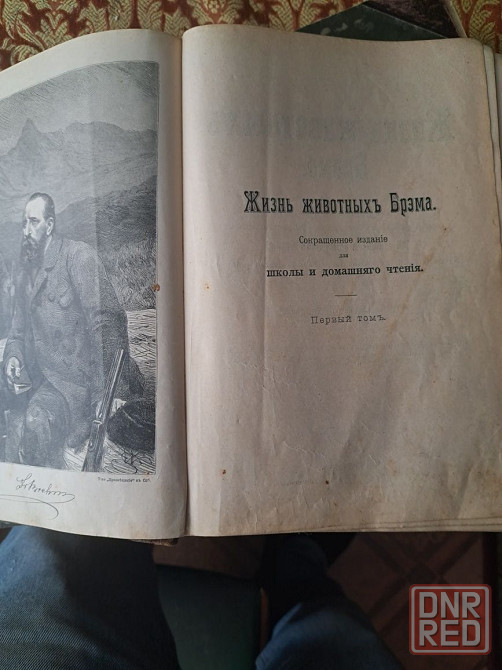 Жизнь животныхъ Брэма.
Сокращенное изданіе
для
школы и домашняго чтенія.
Первый томъ.
DNR
RED